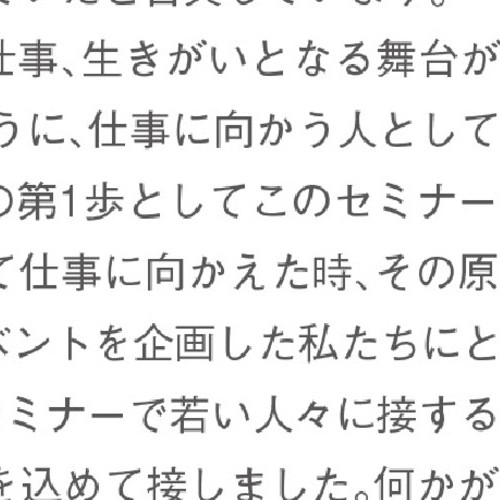 仕事、生きがいとなる舞台が
うに、仕事に向かう人として
の第1歩としてこのセミナー
て仕事に向かえた時、その原
ベントを企画した私たちにと
ミナーで若い人々に接する
を込めて接しました。何かが